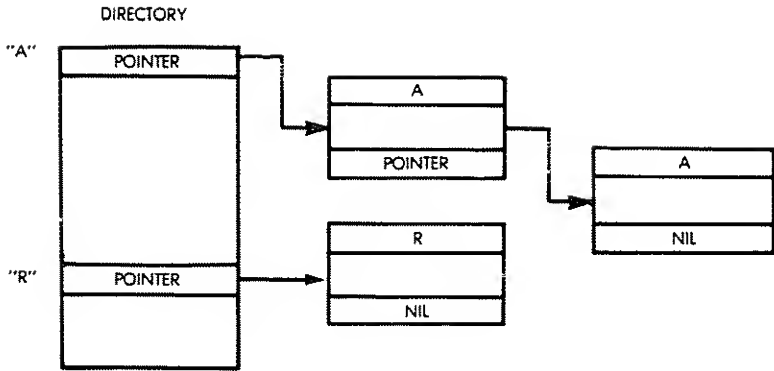 DIRECTORY
"A"
POINTER
A
POINTER
A
NIL
"R"
POINTER
R
NIL